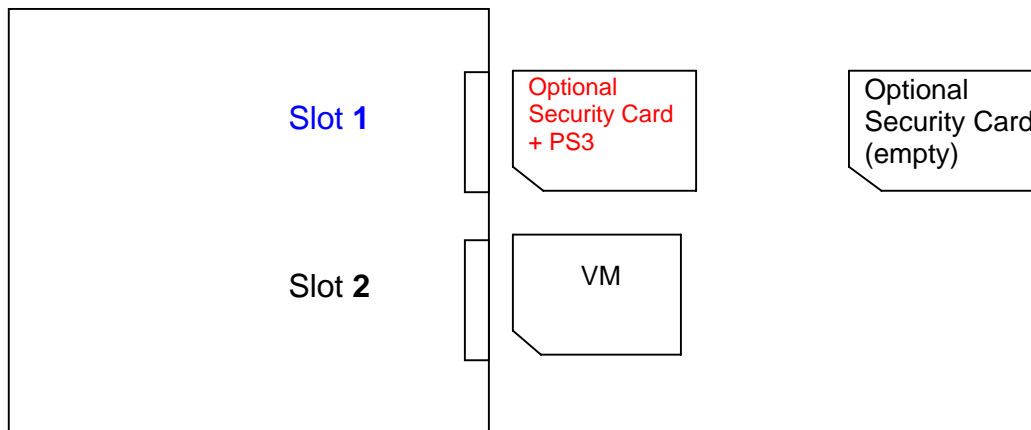 Slot 1
Optional
Security Card
+ PS3
Optional
Security Card
(empty)
Slot 2
VM